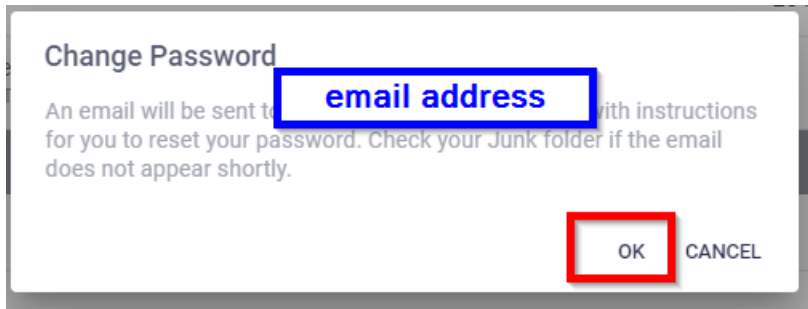 Change Password
email address
An email will be sent to with instructions
for you to reset your password. Check your Junk folder if the email
does not appear shortly.
OK CANCEL